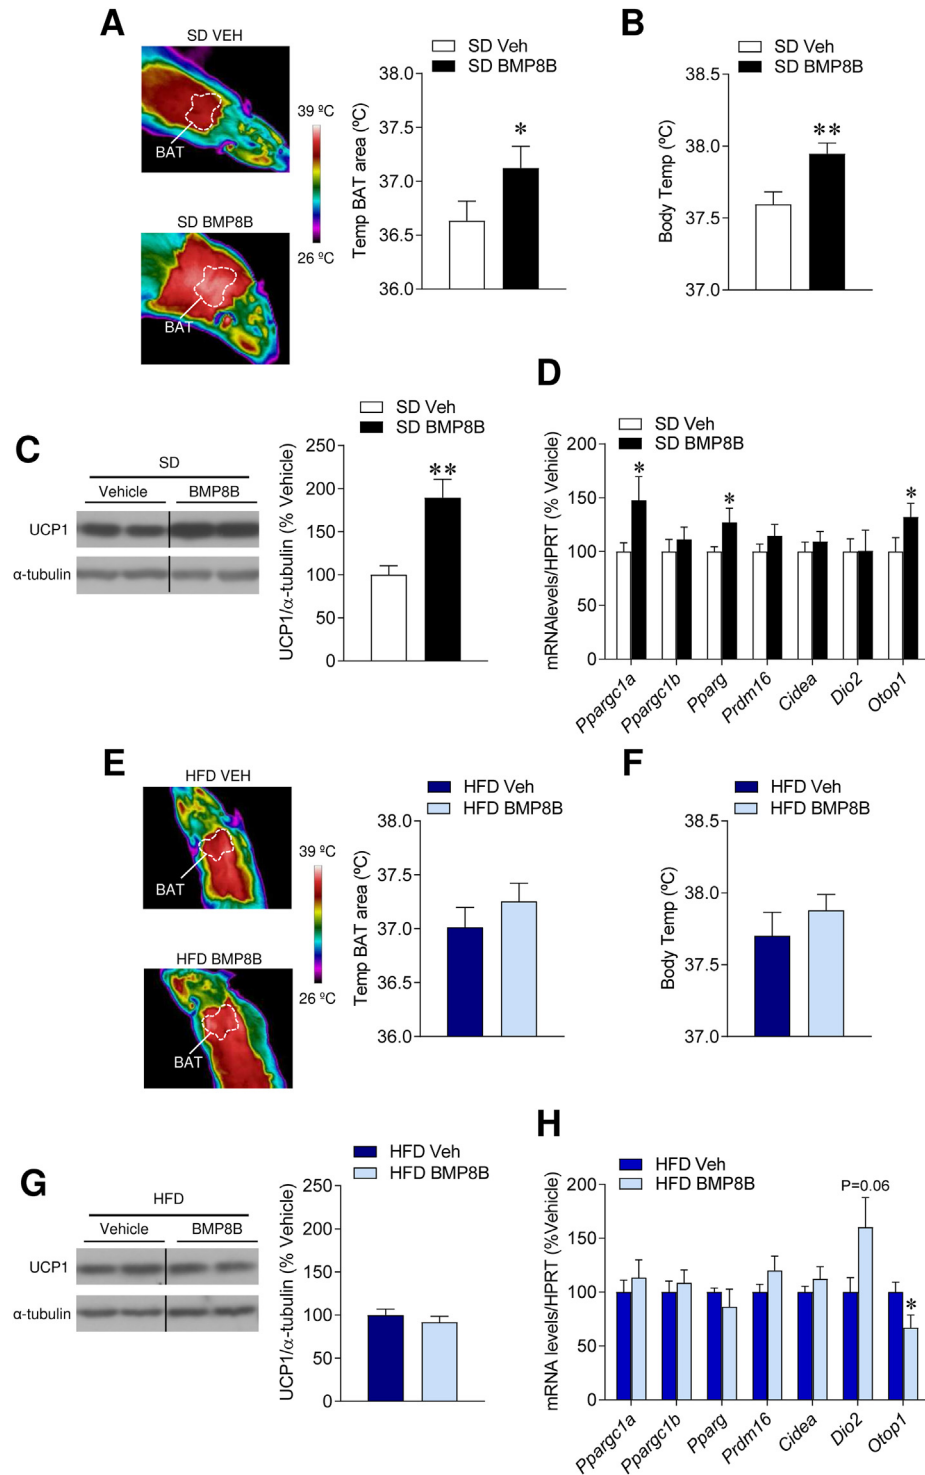 A
SD VEH
BAT
39 ºC
26 ºC
SD BMP8B
BAT
SD Veh
SD BMP8B
Temp BAT area (ºC)
38.0
37.5
37.0
36.5
36.0
*
B
SD Veh
SD BMP8B
Body Temp (ºC)
38.5
38.0
37.5
37.0
**
C
SD
Vehicle BMP8B
UCP1
α-tubulin
SD Veh
SD BMP8B
UCP1/α-tubulin (% Vehicle)
250
200
150
100
50
0
**
D
SD Veh
SD BMP8B
mRNAlevels/HPRT (% Vehicle)
200
150
100
50
0
*
*
*
Ppargc1a
Ppargc1b
Pparg
Prdm16
Cidea
Dio2
Otop1
E
HFD VEH
BAT
39 ºC
26 ºC
HFD BMP8B
BAT
HFD Veh
HFD BMP8B
Temp BAT area (ºC)
38.0
37.5
37.0
36.5
36.0
F
HFD Veh
HFD BMP8B
Body Temp (ºC)
38.5
38.0
37.5
37.0
G
HFD
Vehicle BMP8B
UCP1
α-tubulin
HFD Veh
HFD BMP8B
UCP1/α-tubulin (% Vehicle)
250
200
150
100
50
0
H
HFD Veh
HFD BMP8B
mRNA levels/HPRT (%Vehicle)
200
150
100
50
0
P=0.06
*
Ppargc1a
Ppargc1b
Pparg
Prdm16
Cidea
Dio2
Otop1